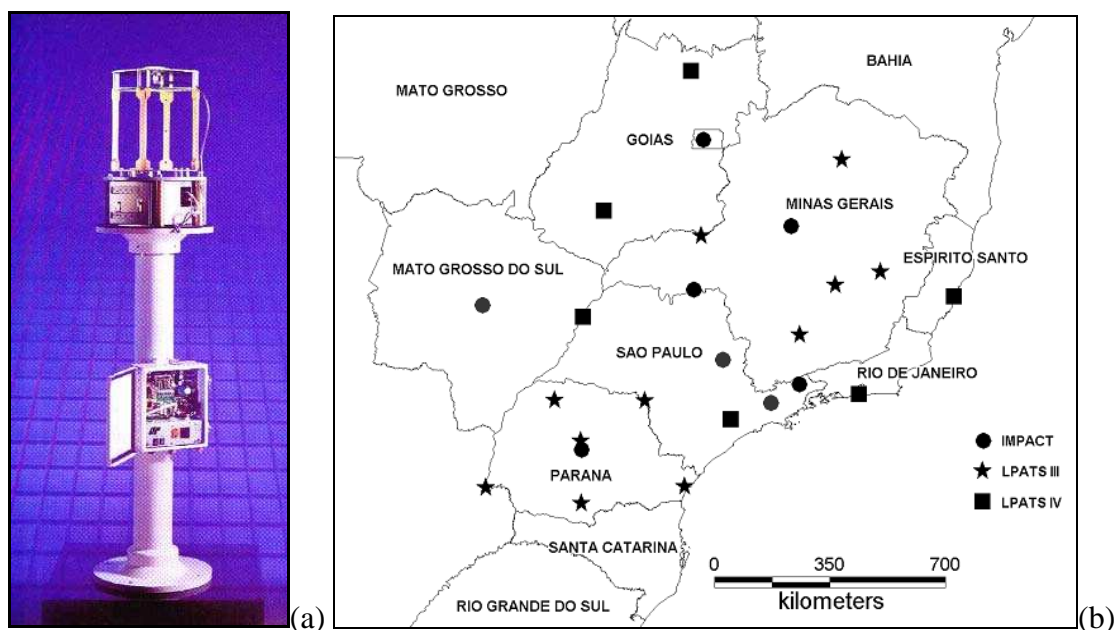 MATO GROSSO
BAHIA
GOIAS
MINAS GERAIS
MATO GROSSO DO SUL
ESPIRITO SANTO
SAO PAULO
RIO DE JANEIRO
IMPACT
PARANA
LPATS III
LPATS IV
SANTA CATARINA
0 350 700
kilometers
RIO GRANDE DO SUL
(a)
(b)